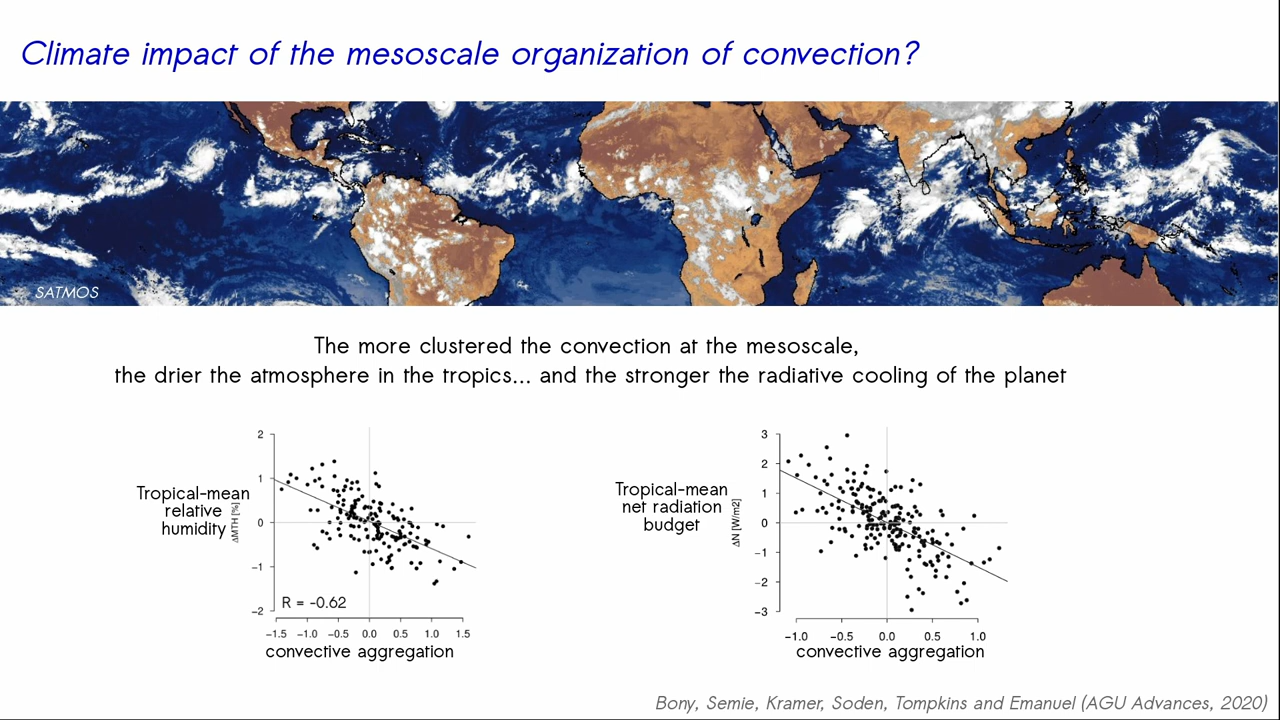 Climate impact of the mesoscale organization of convection?
SATMOS
The more clustered the convection at the mesoscale,
the drier the atmosphere in the tropics... and the stronger the radiative cooling of the planet
Tropical-mean
relative
humidity
ΔMTH [%]
2
1
0
−1
−2
R = -0.62
−1.5 −1.0 −0.5 0.0 0.5 1.0 1.5
convective aggregation
Tropical-mean
net radiation
budget
ΔN [W/m2]
3
2
1
0
−1
−2
−3
−1.0 −0.5 0.0 0.5 1.0
convective aggregation
Bony, Semie, Kramer, Soden, Tompkins and Emanuel (AGU Advances, 2020)